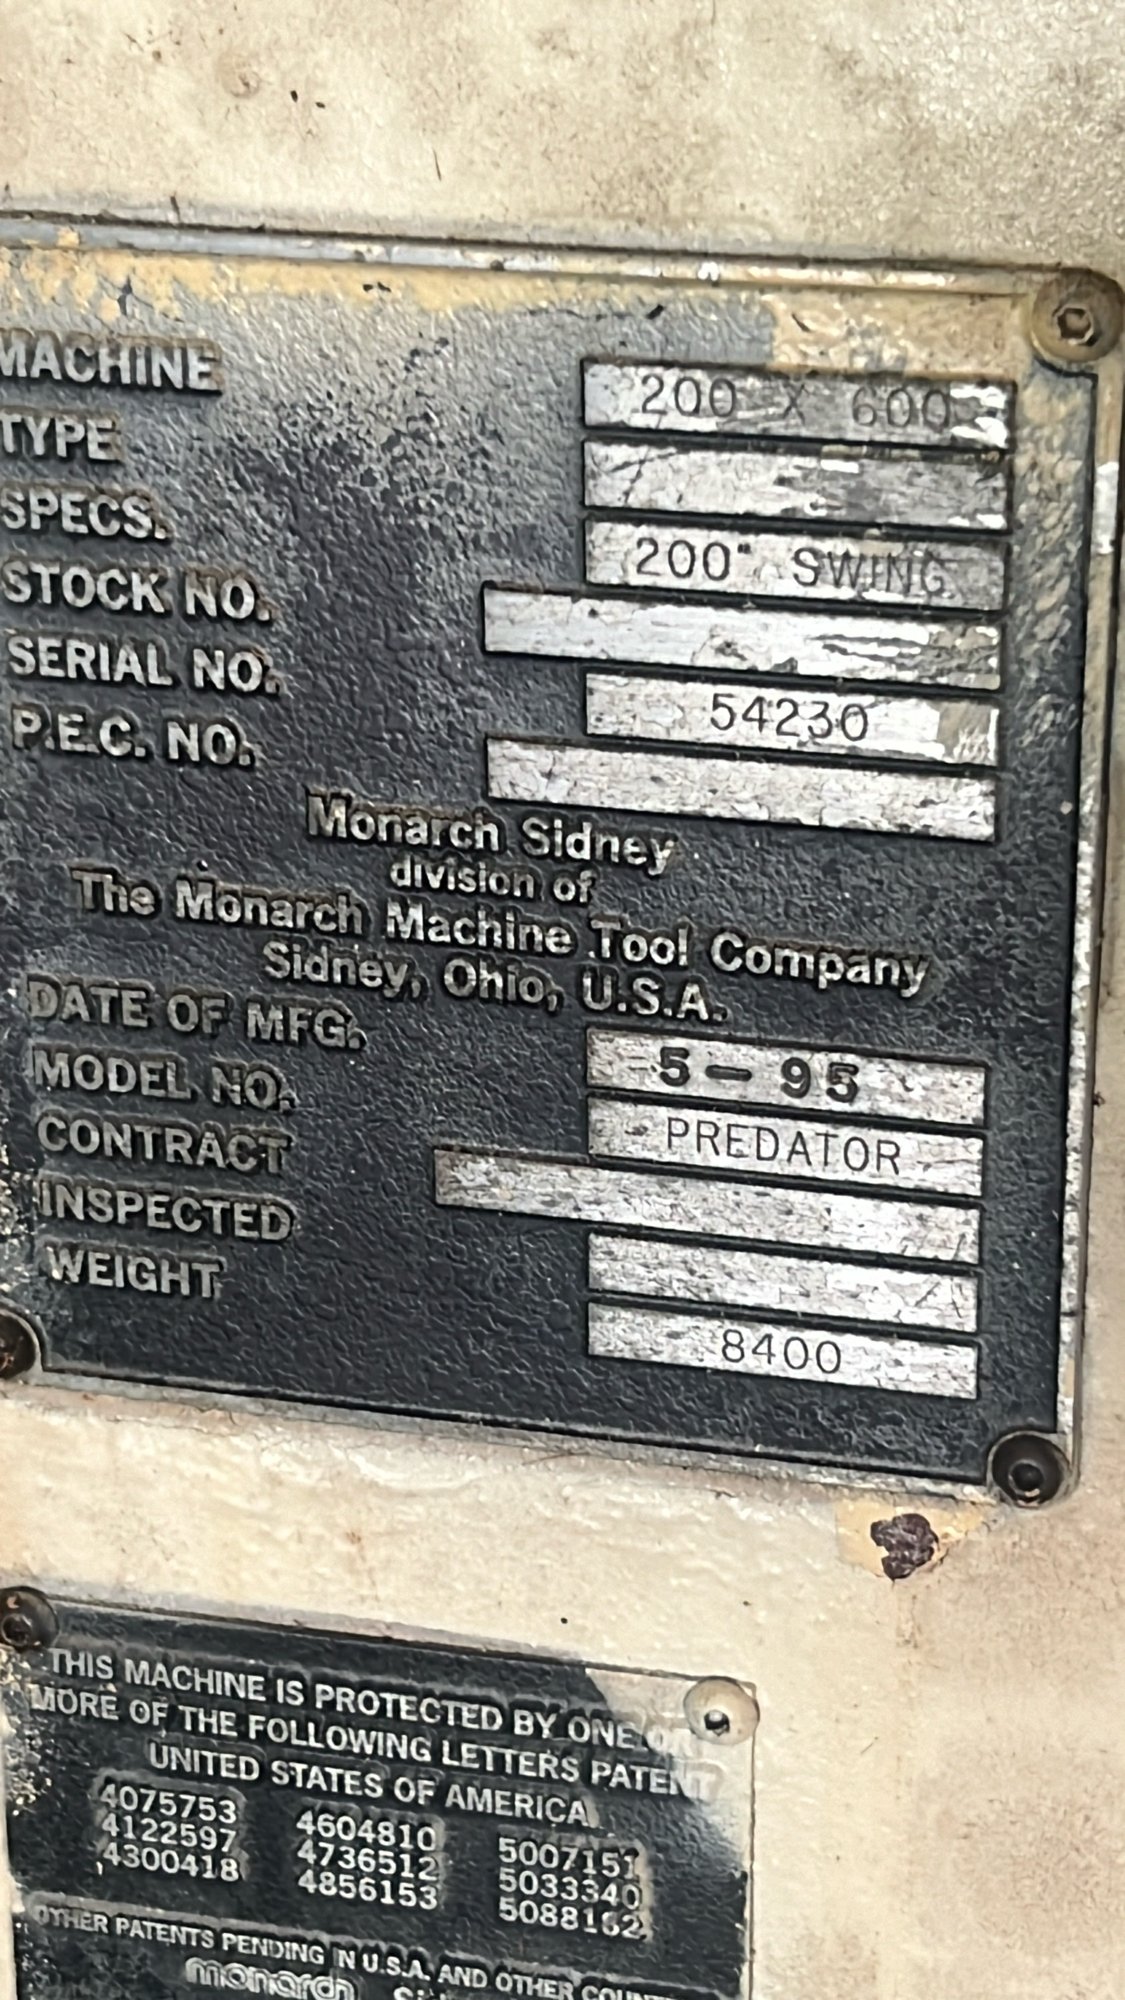 MACHINE 200 X 600
TYPE
SPECS. 200" SWING
STOCK NO.
SERIAL NO. 54230
P.E.C. NO.
Monarch Sidney
division of
The Monarch Machine Tool Company
Sidney, Ohio, U.S.A.
DATE OF MFG. 5-95
MODEL NO. PREDATOR
CONTRACT
INSPECTED
WEIGHT 8400
THIS MACHINE IS PROTECTED BY ONE OR
MORE OF THE FOLLOWING LETTERS PATENT
UNITED STATES OF AMERICA
4075753 4604810 5007151
4122597 4736512 5033340
4300418 4856153
OTHER PATENTS PENDING IN U.S.A. AND OTHER
monarch